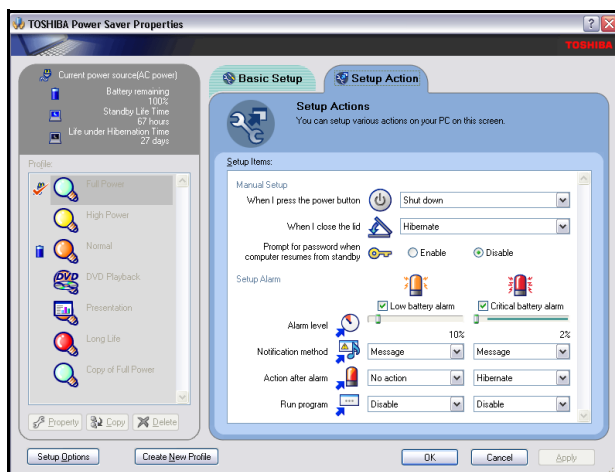 TOSHIBA Power Saver Properties
TOSHIBA
Current power source(AC power)
Battery remaining
100%
Standby Life Time
67 hours
Life under Hibernation Time
27 days
Profile:
Full Power
High Power
Normal
DVD Playback
Presentation
Long Life
Copy of Full Power
Property
Copy
Delete
Setup Options
Create New Profile
Basic Setup
Setup Action
Setup Actions
You can setup various actions on your PC on this screen.
Setup Items:
Manual Setup
When I press the power button
Shut down
When I close the lid
Hibernate
Prompt for password when
computer resumes from standby
Enable
Disable
Setup Alarm
Low battery alarm
Critical battery alarm
Alarm level
10%
2%
Notification method
Message
Message
Action after alarm
No action
Hibernate
Run program
Disable
Disable
OK
Cancel
Apply